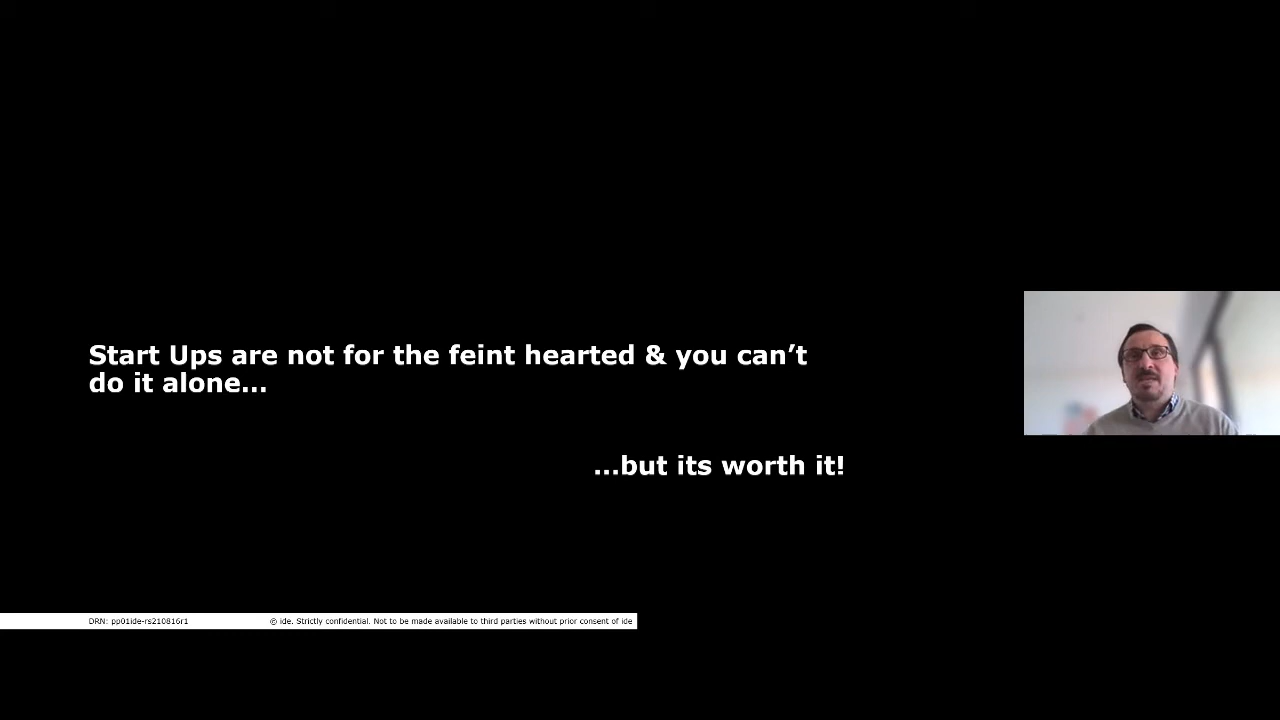 Start Ups are not for the feint hearted & you can’t
do it alone…
…but its worth it!
DRN: pp01ide-rs210816r1
© ide. Strictly confidential. Not to be made available to third parties without prior consent of ide